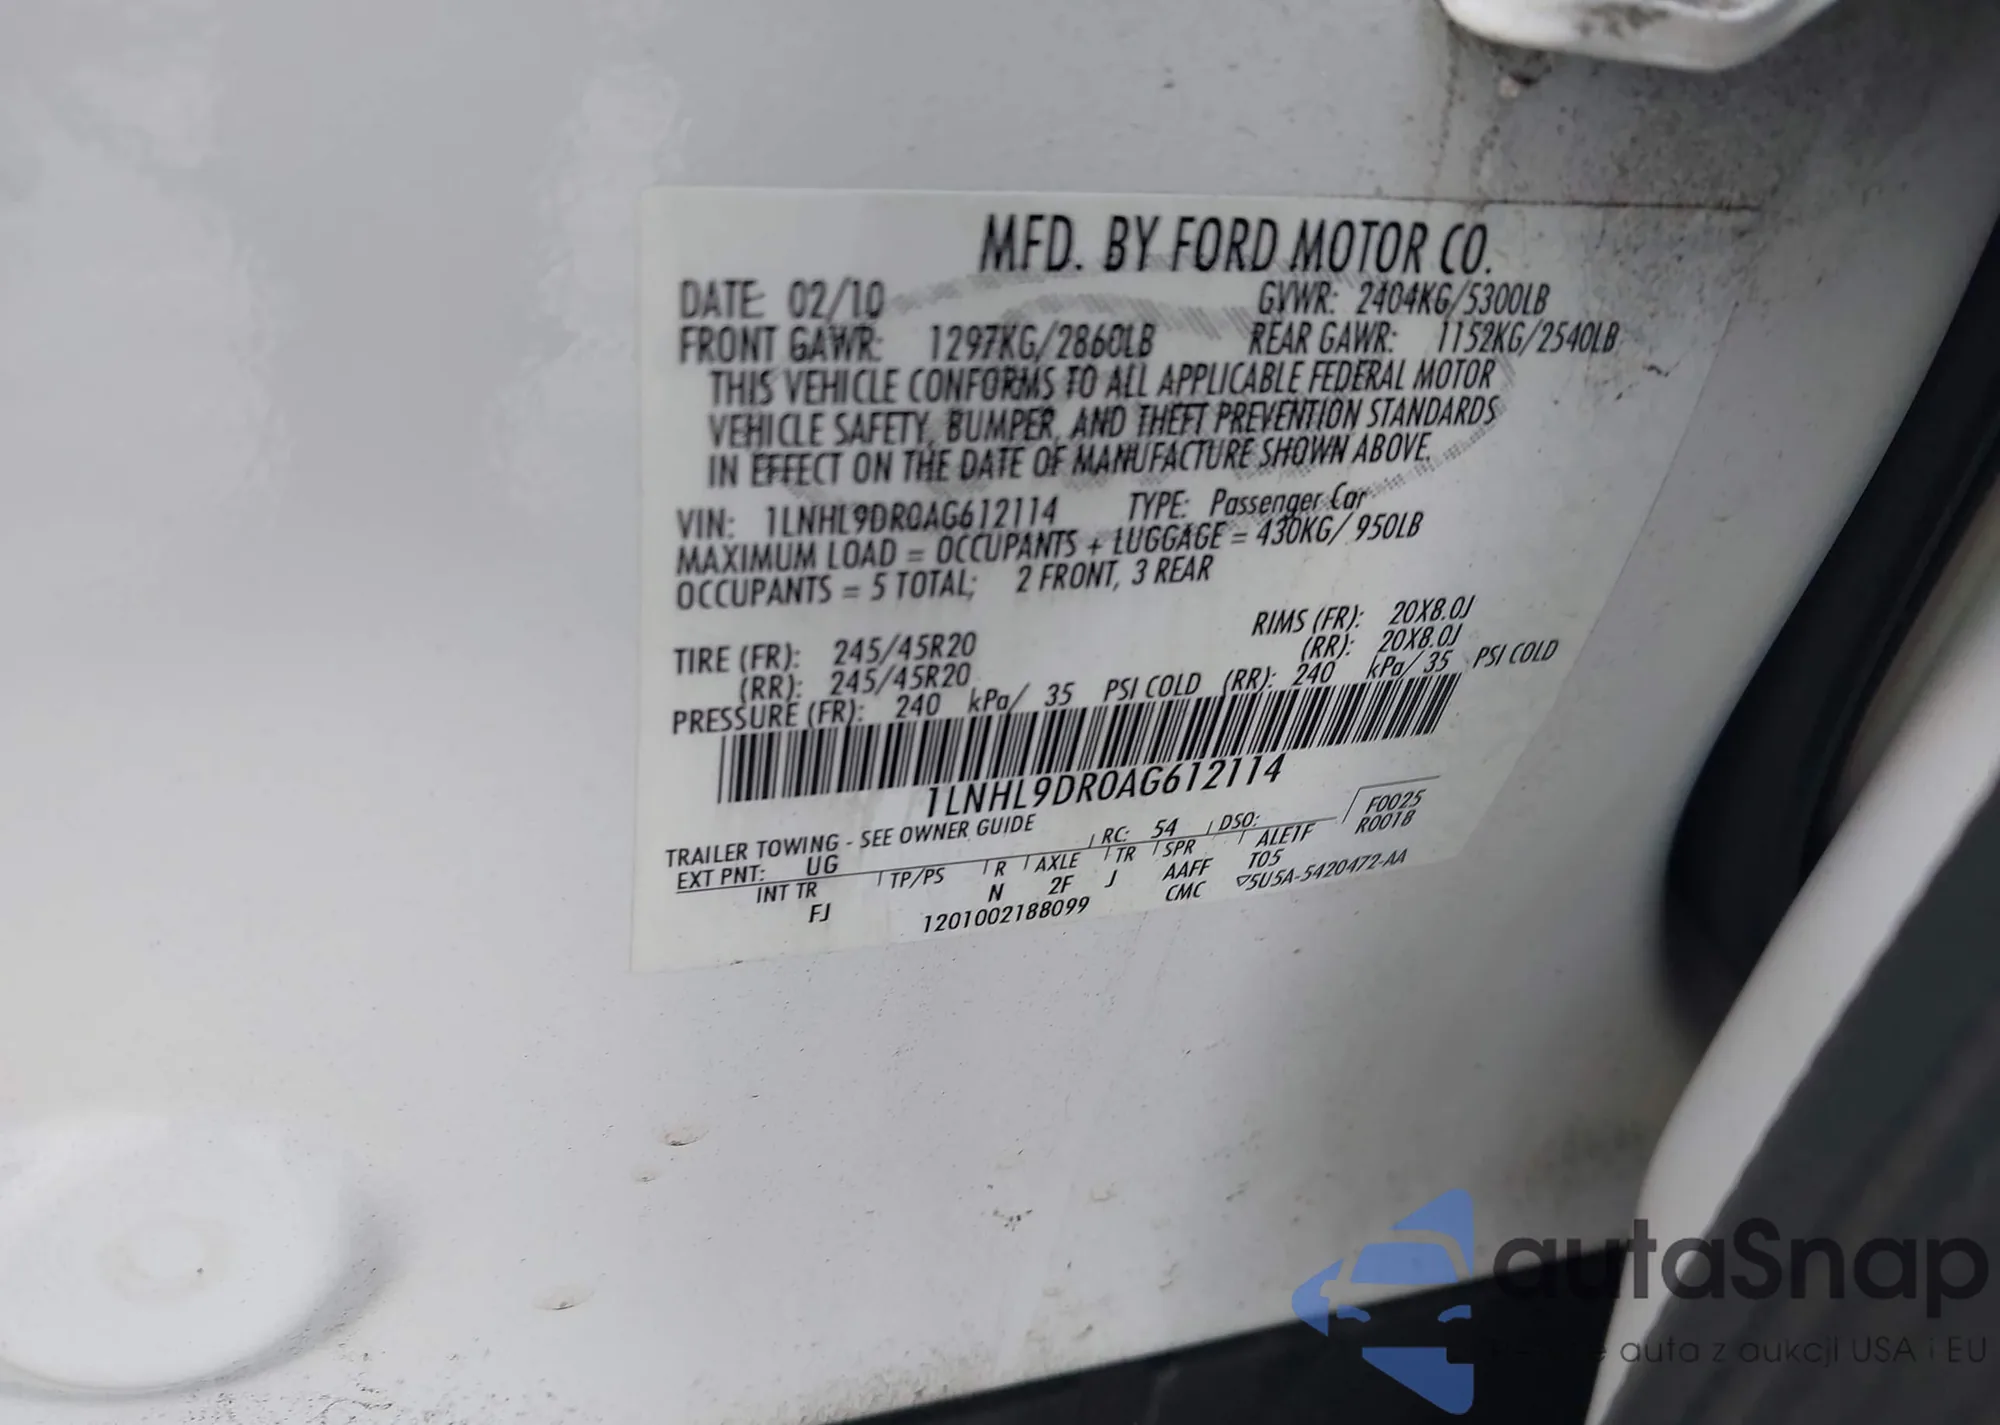 MFD. BY FORD MOTOR CO.
DATE: 02/10 GVWR: 2404KG/5300LB
FRONT GAWR: 1297KG/2860LB REAR GAWR: 1152KG/2540LB
THIS VEHICLE CONFORMS TO ALL APPLICABLE FEDERAL MOTOR
VEHICLE SAFETY, BUMPER, AND THEFT PREVENTION STANDARDS
IN EFFECT ON THE DATE OF MANUFACTURE SHOWN ABOVE.
VIN: 1LNHL9DR0AG612114 TYPE: Passenger Car
MAXIMUM LOAD = OCCUPANTS + LUGGAGE = 430KG/ 950LB
OCCUPANTS = 5 TOTAL; 2 FRONT, 3 REAR
TIRE (FR): 245/45R20 RIMS (FR): 20X8.0J
(RR): 245/45R20 (RR): 20X8.0J
PRESSURE (FR): 240 kPa/ 35 PSI COLD (RR): 240 kPa/ 35 PSI COLD
1LNHL9DR0AG612114
TRAILER TOWING - SEE OWNER GUIDE F0025
EXT PNT: UG RC: 54 DSO: R0018
INT TR TP/PS R AXLE TR SPR ALE1F
FJ N 2F J AAFF T05
1201002188099 CMC 5U5A-5420472-AA
autaSnap
auta z aukcji USA i EU